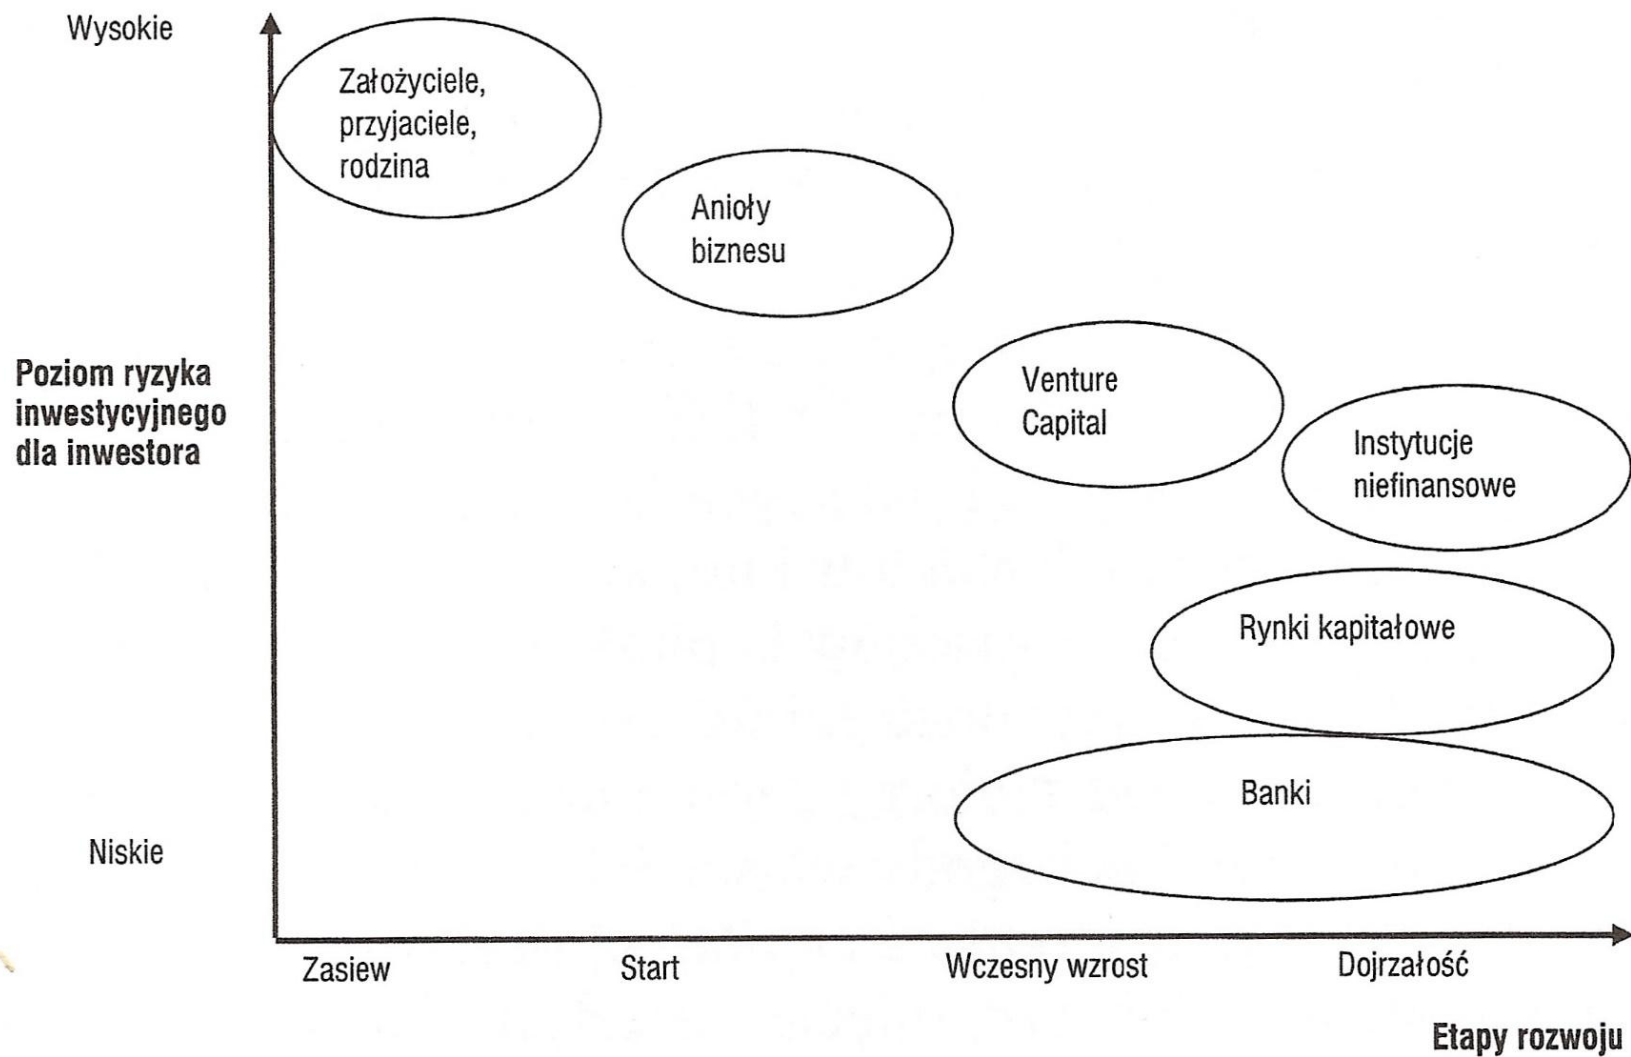 Wysokie
Założyciele,
przyjaciele,
rodzina
Anioły
biznesu
Poziom ryzyka
inwestycyjnego
dla inwestora
Venture
Capital
Instytucje
niefinansowe
Rynki kapitałowe
Banki
Niskie
Zasiew
Start
Wczesny wzrost
Dojrzałość
Etapy rozwoju